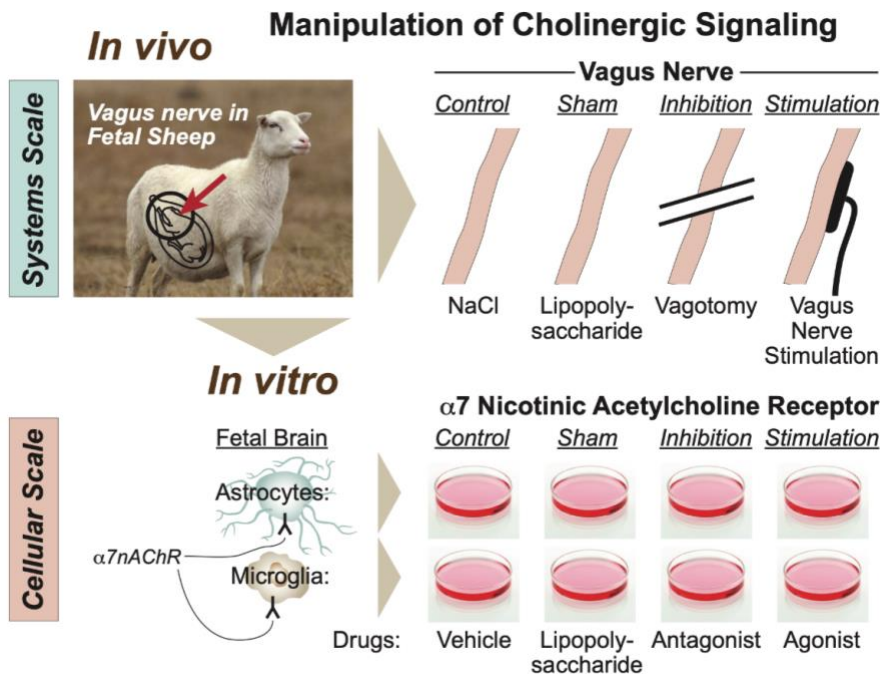 Manipulation of Cholinergic Signaling
In vivo
Systems Scale
Vagus nerve in
Fetal Sheep
Vagus Nerve
Control Sham Inhibition Stimulation
NaCl Lipopoly- Vagotomy Vagus
saccharide Nerve
Stimulation
In vitro
Cellular Scale
α7 Nicotinic Acetylcholine Receptor
Fetal Brain Control Sham Inhibition Stimulation
Astrocytes:
α7nAChR
Microglia:
Drugs: Vehicle Lipopoly- Antagonist Agonist
saccharide